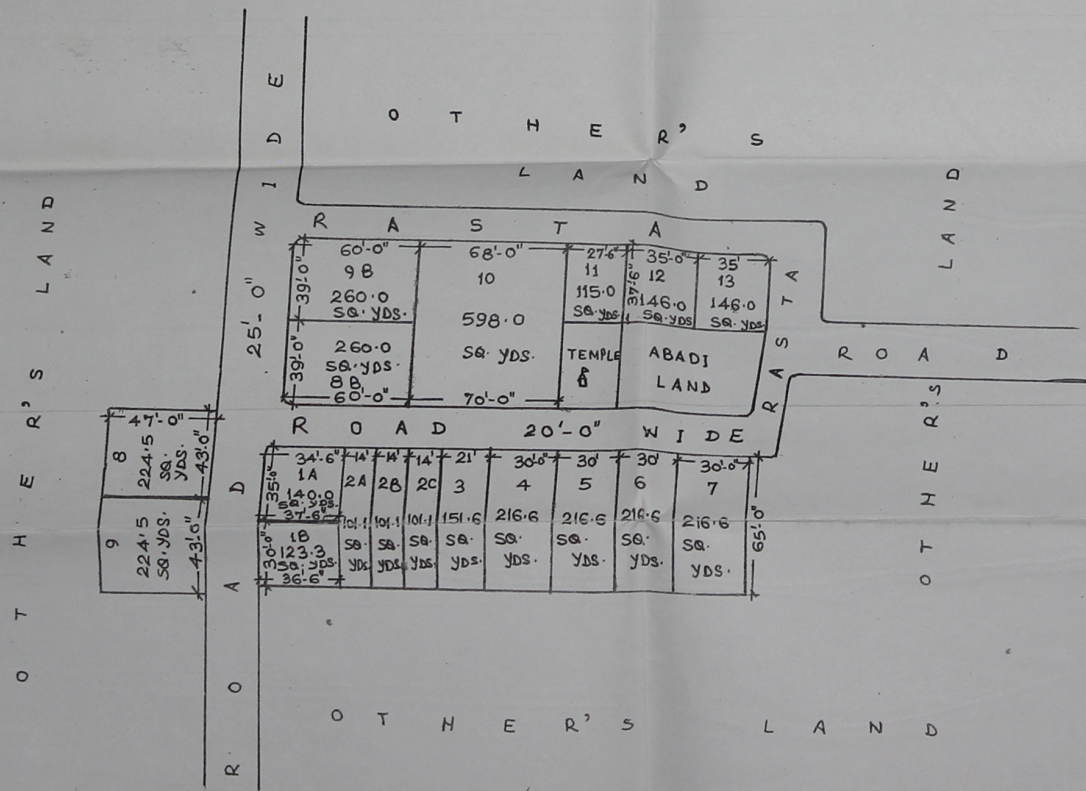 OTHER'S LAND
OTHER'S
LAND
25'-0" WIDE ROAD
RASTA
60'-0"
9B
39'-0"
260.0
SQ.YDS.
39'-0"
260.0
SQ.YDS.
8B
60'-0"
68'-0"
10
598.0
SQ. YDS.
70'-0"
27'-6"
11
115.0
SQ.YDS.
37'-6"
TEMPLE
35'-0"
12
146.0
SQ.YDS.
35'
13
146.0
SQ. YDS.
ABADI
LAND
RASTA
ROAD
LAND
OTHER'S
ROAD 20'-0" WIDE
47'-0"
8
224.5
SQ.
YDS.
43'-0"
9
224.5
SQ.YDS.
43'-0"
34'-6"
1A
35'-0"
140.0
SQ.YDS.
37'-6"
1B
30'-0"
123.3
SQ.YDS.
36'-6"
14'
2A
101.1
SQ.
YDS
14'
2B
101.1
SQ.
YDS.
14'
2C
101.1
SQ.
YDS
21'
3
151.6
SQ.
YDS.
30'-0"
4
216.6
SQ.
YDS.
30'
5
216.6
SQ.
YDS.
30'
6
216.6
SQ.
YDS.
30'-0"
7
216.6
SQ.
YDS.
65'-0"
OTHER'S LAND